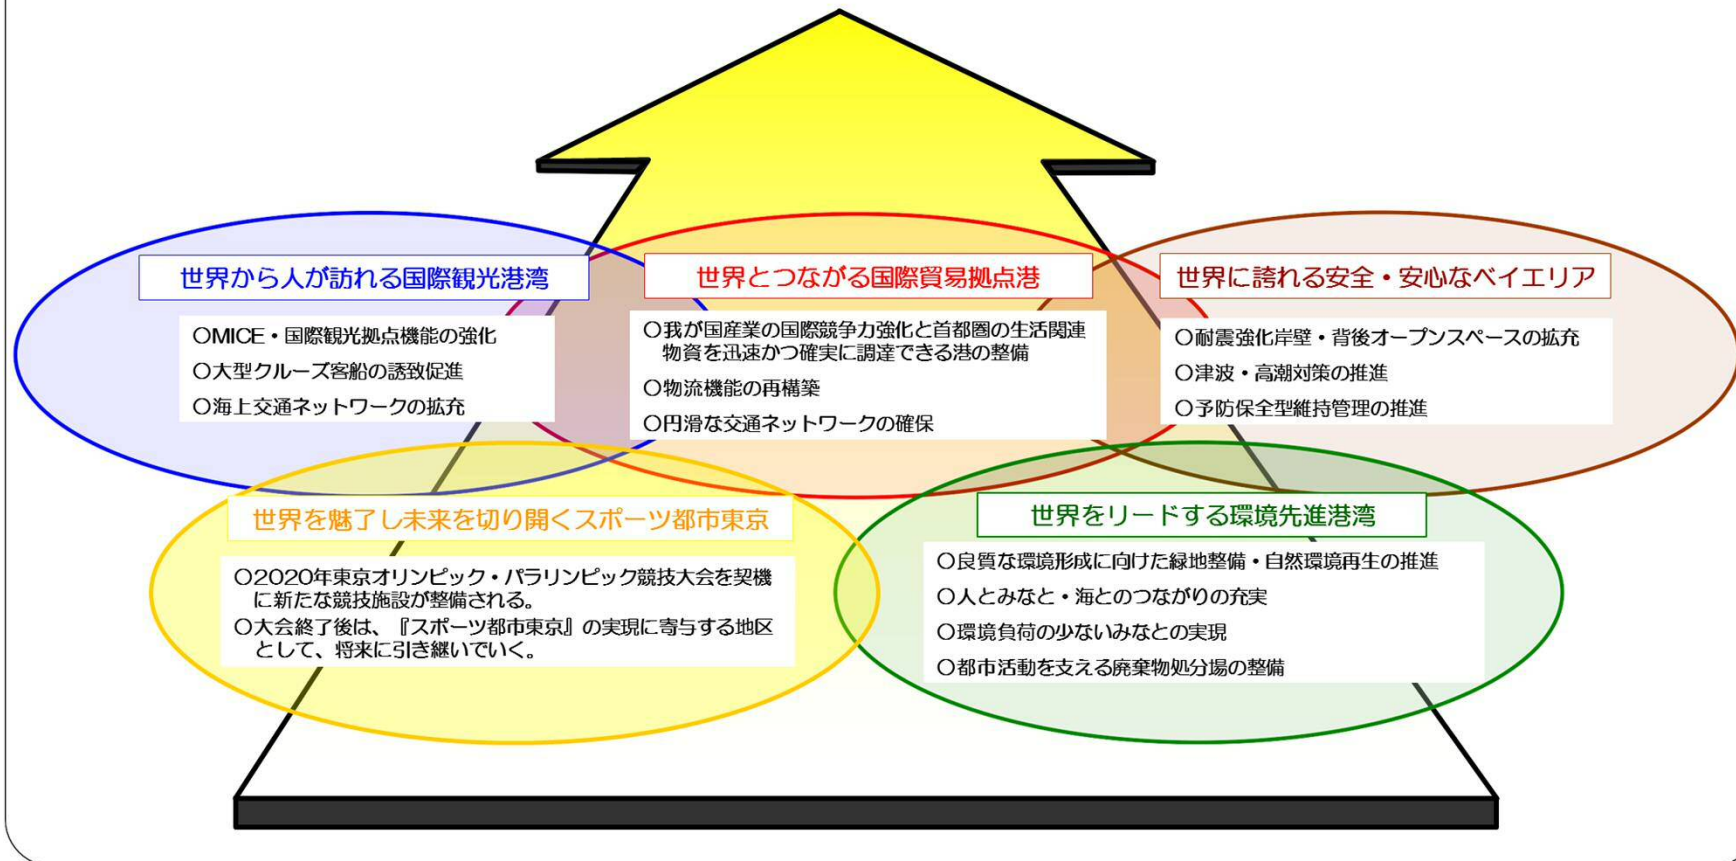 世界から人が訪れる国際観光港湾
〇MICE・国際観光拠点機能の強化
〇大型クルーズ客船の誘致促進
〇海上交通ネットワークの拡充
世界とつながる国際貿易拠点港
〇我が国産業の国際競争力強化と首都圏の生活関連
物資を迅速かつ確実に調達できる港の整備
〇物流機能の再構築
〇円滑な交通ネットワークの確保
世界に誇れる安全・安心なベイエリア
〇耐震強化岸壁・背後オープンスペースの拡充
〇津波・高潮対策の推進
〇予防保全型維持管理の推進
世界を魅了し未来を切り開くスポーツ都市東京
〇2020年東京オリンピック・パラリンピック競技大会を契機
に新たな競技施設が整備される。
〇大会終了後は、『スポーツ都市東京』の実現に寄与する地区
として、将来に引き継いでいく。
世界をリードする環境先進港湾
〇良質な環境形成に向けた緑地整備・自然環境再生の推進
〇人とみなと・海とのつながりの充実
〇環境負荷の少ないみなとの実現
〇都市活動を支える廃棄物処分場の整備